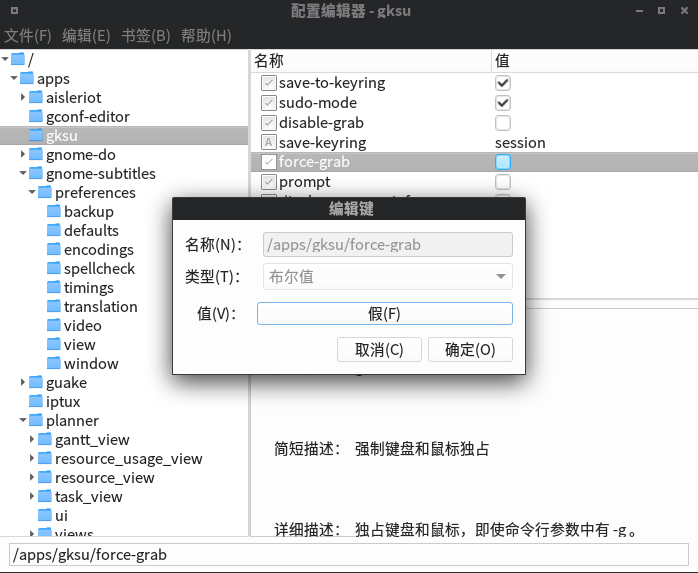 配置编辑器 - gksu
文件(F) 编辑(E) 书签(B) 帮助(H)
/
apps
aisleriot
gconf-editor
gksu
gnome-do
gnome-subtitles
preferences
backup
defaults
encodings
spellcheck
timings
translation
video
view
window
guake
iptux
planner
gantt_view
resource_usage_view
resource_view
task_view
ui
views
名称 值
save-to-keyring
sudo-mode
disable-grab
save-keyring session
force-grab
prompt
编辑键
名称(N)： /apps/gksu/force-grab
类型(T)： 布尔值
值(V)： 假(F)
取消(C) 确定(O)
简短描述： 强制键盘和鼠标独占
详细描述： 独占键盘和鼠标，即使命令行参数中有 -g 。
/apps/gksu/force-grab